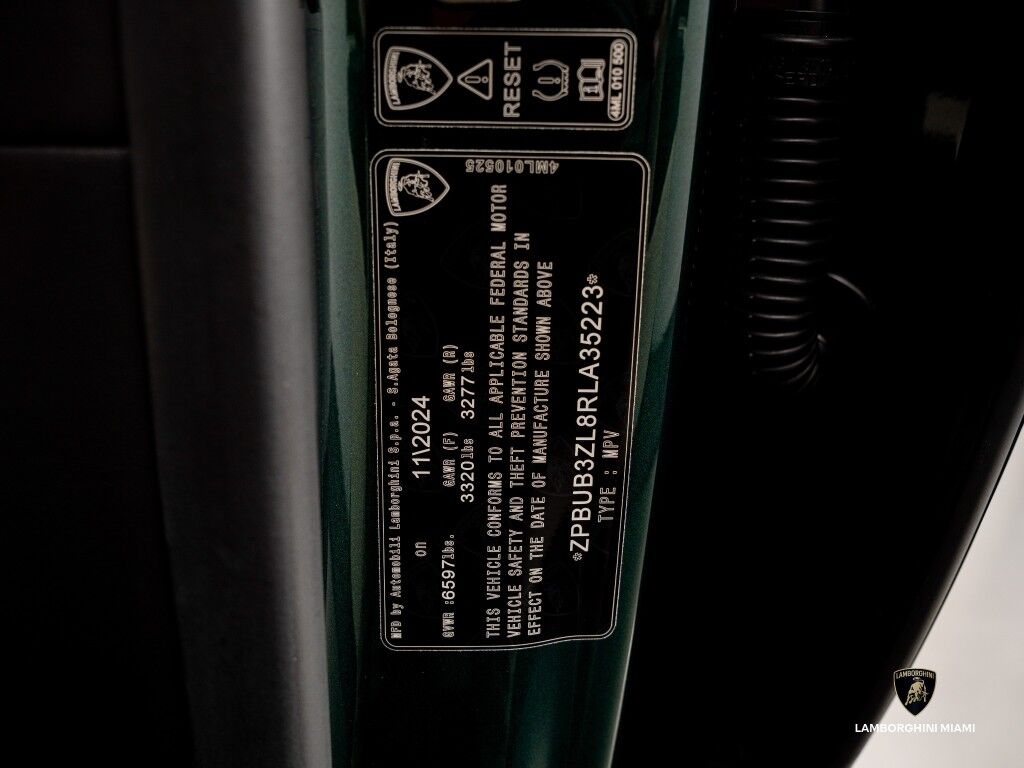 LAMBORGHINI
RESET
4ML 010 500
LAMBORGHINI
4ML010525
MFD by Automobili Lamborghini S.p.a. - S.Agata Bolognese (Italy)
on 11\2024
GVWR :6597lbs. GAWR (F) GAWR (R)
3320lbs 3277lbs
THIS VEHICLE CONFORMS TO ALL APPLICABLE FEDERAL MOTOR
VEHICLE SAFETY AND THEFT PREVENTION STANDARDS IN
EFFECT ON THE DATE OF MANUFACTURE SHOWN ABOVE
*ZPBUB3ZL8RLA35223*
TYPE : MPV
LAMBORGHINI
LAMBORGHINI MIAMI